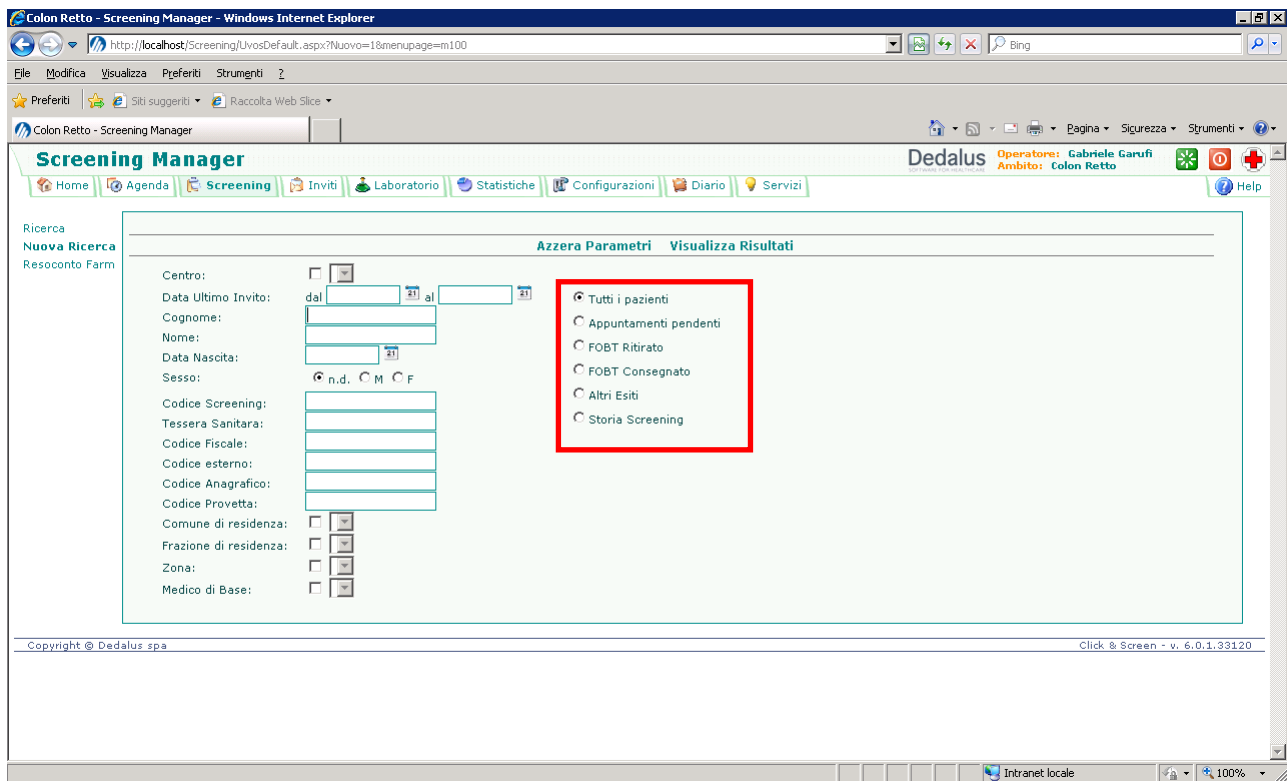 Colon Retto - Screening Manager - Windows Internet Explorer
http://localhost/Screening/UvosDefault.aspx?Nuovo=1&menupage=m100
Bing
File Modifica Visualizza Preferiti Strumenti ?
Preferiti Siti suggeriti Raccolta Web Slice
Colon Retto - Screening Manager Pagina Sicurezza Strumenti
Screening Manager
Dedalus Operatore: Gabriele Garufi
Ambito: Colon Retto
Home Agenda Screening Inviti Laboratorio Statistiche Configurazioni Diario Servizi Help
Ricerca
Nuova Ricerca
Resoconto Farm
Azzera Parametri Visualizza Risultati
Centro:
Data Ultimo Invito: dal 21 al 21
Cognome:
Nome:
Data Nascita: 21
Sesso: n.d. M F
Codice Screening:
Tessera Sanitara:
Codice Fiscale:
Codice esterno:
Codice Anagrafico:
Codice Provetta:
Comune di residenza:
Frazione di residenza:
Zona:
Medico di Base:
Tutti i pazienti
Appuntamenti pendenti
FOBT Ritirato
FOBT Consegnato
Altri Esiti
Storia Screening
Copyright © Dedalus spa Click & Screen - v. 6.0.1.33120
Intranet locale 100%